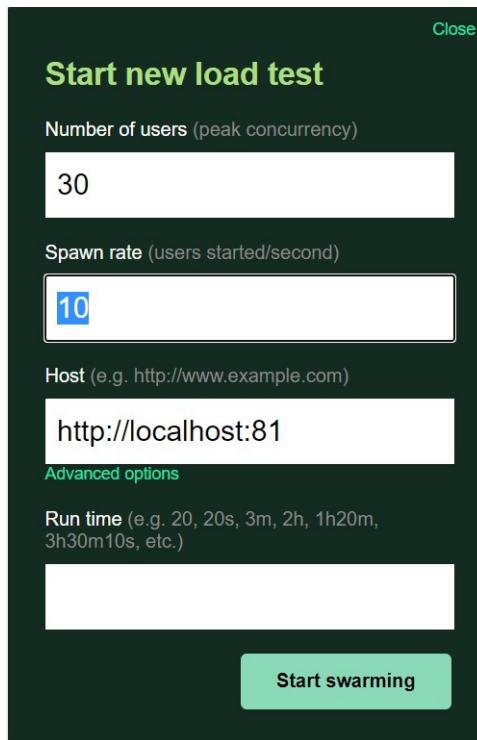 Close
Start new load test
Number of users (peak concurrency)
30
Spawn rate (users started/second)
10
Host (e.g. http://www.example.com)
http://localhost:81
Advanced options
Run time (e.g. 20, 20s, 3m, 2h, 1h20m,
3h30m10s, etc.)
Start swarming